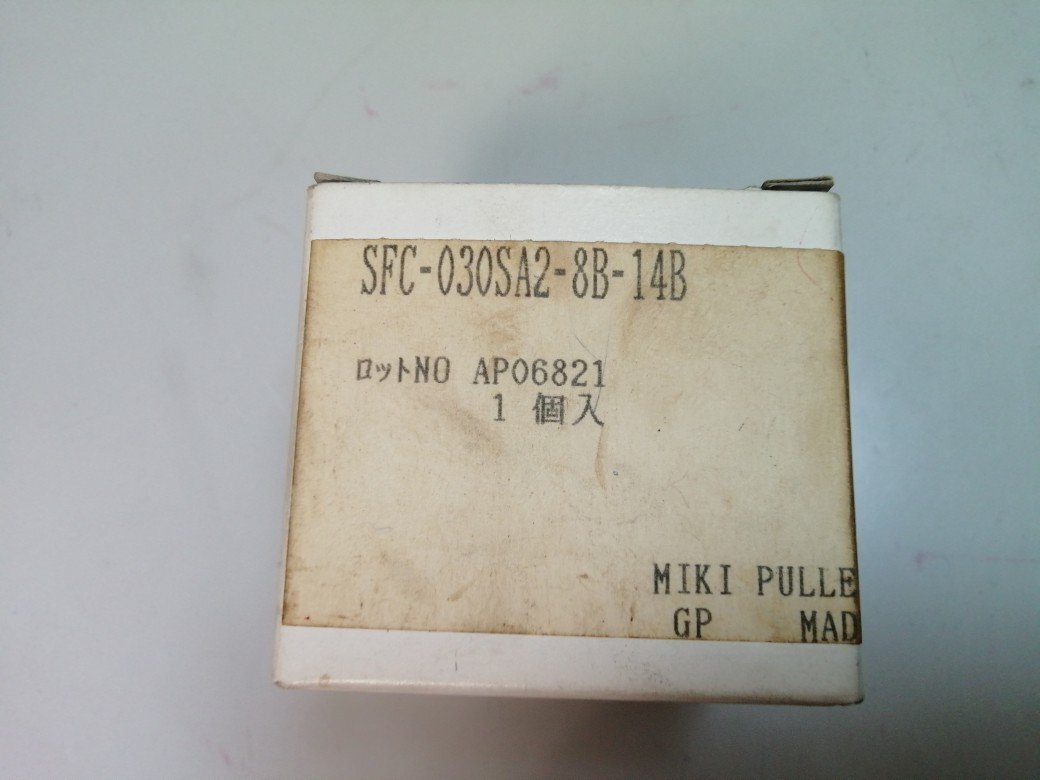 SFC-030SA2-8B-14B
ロットNO AP06821
1 個入
MIKI PULLE
GP MAD